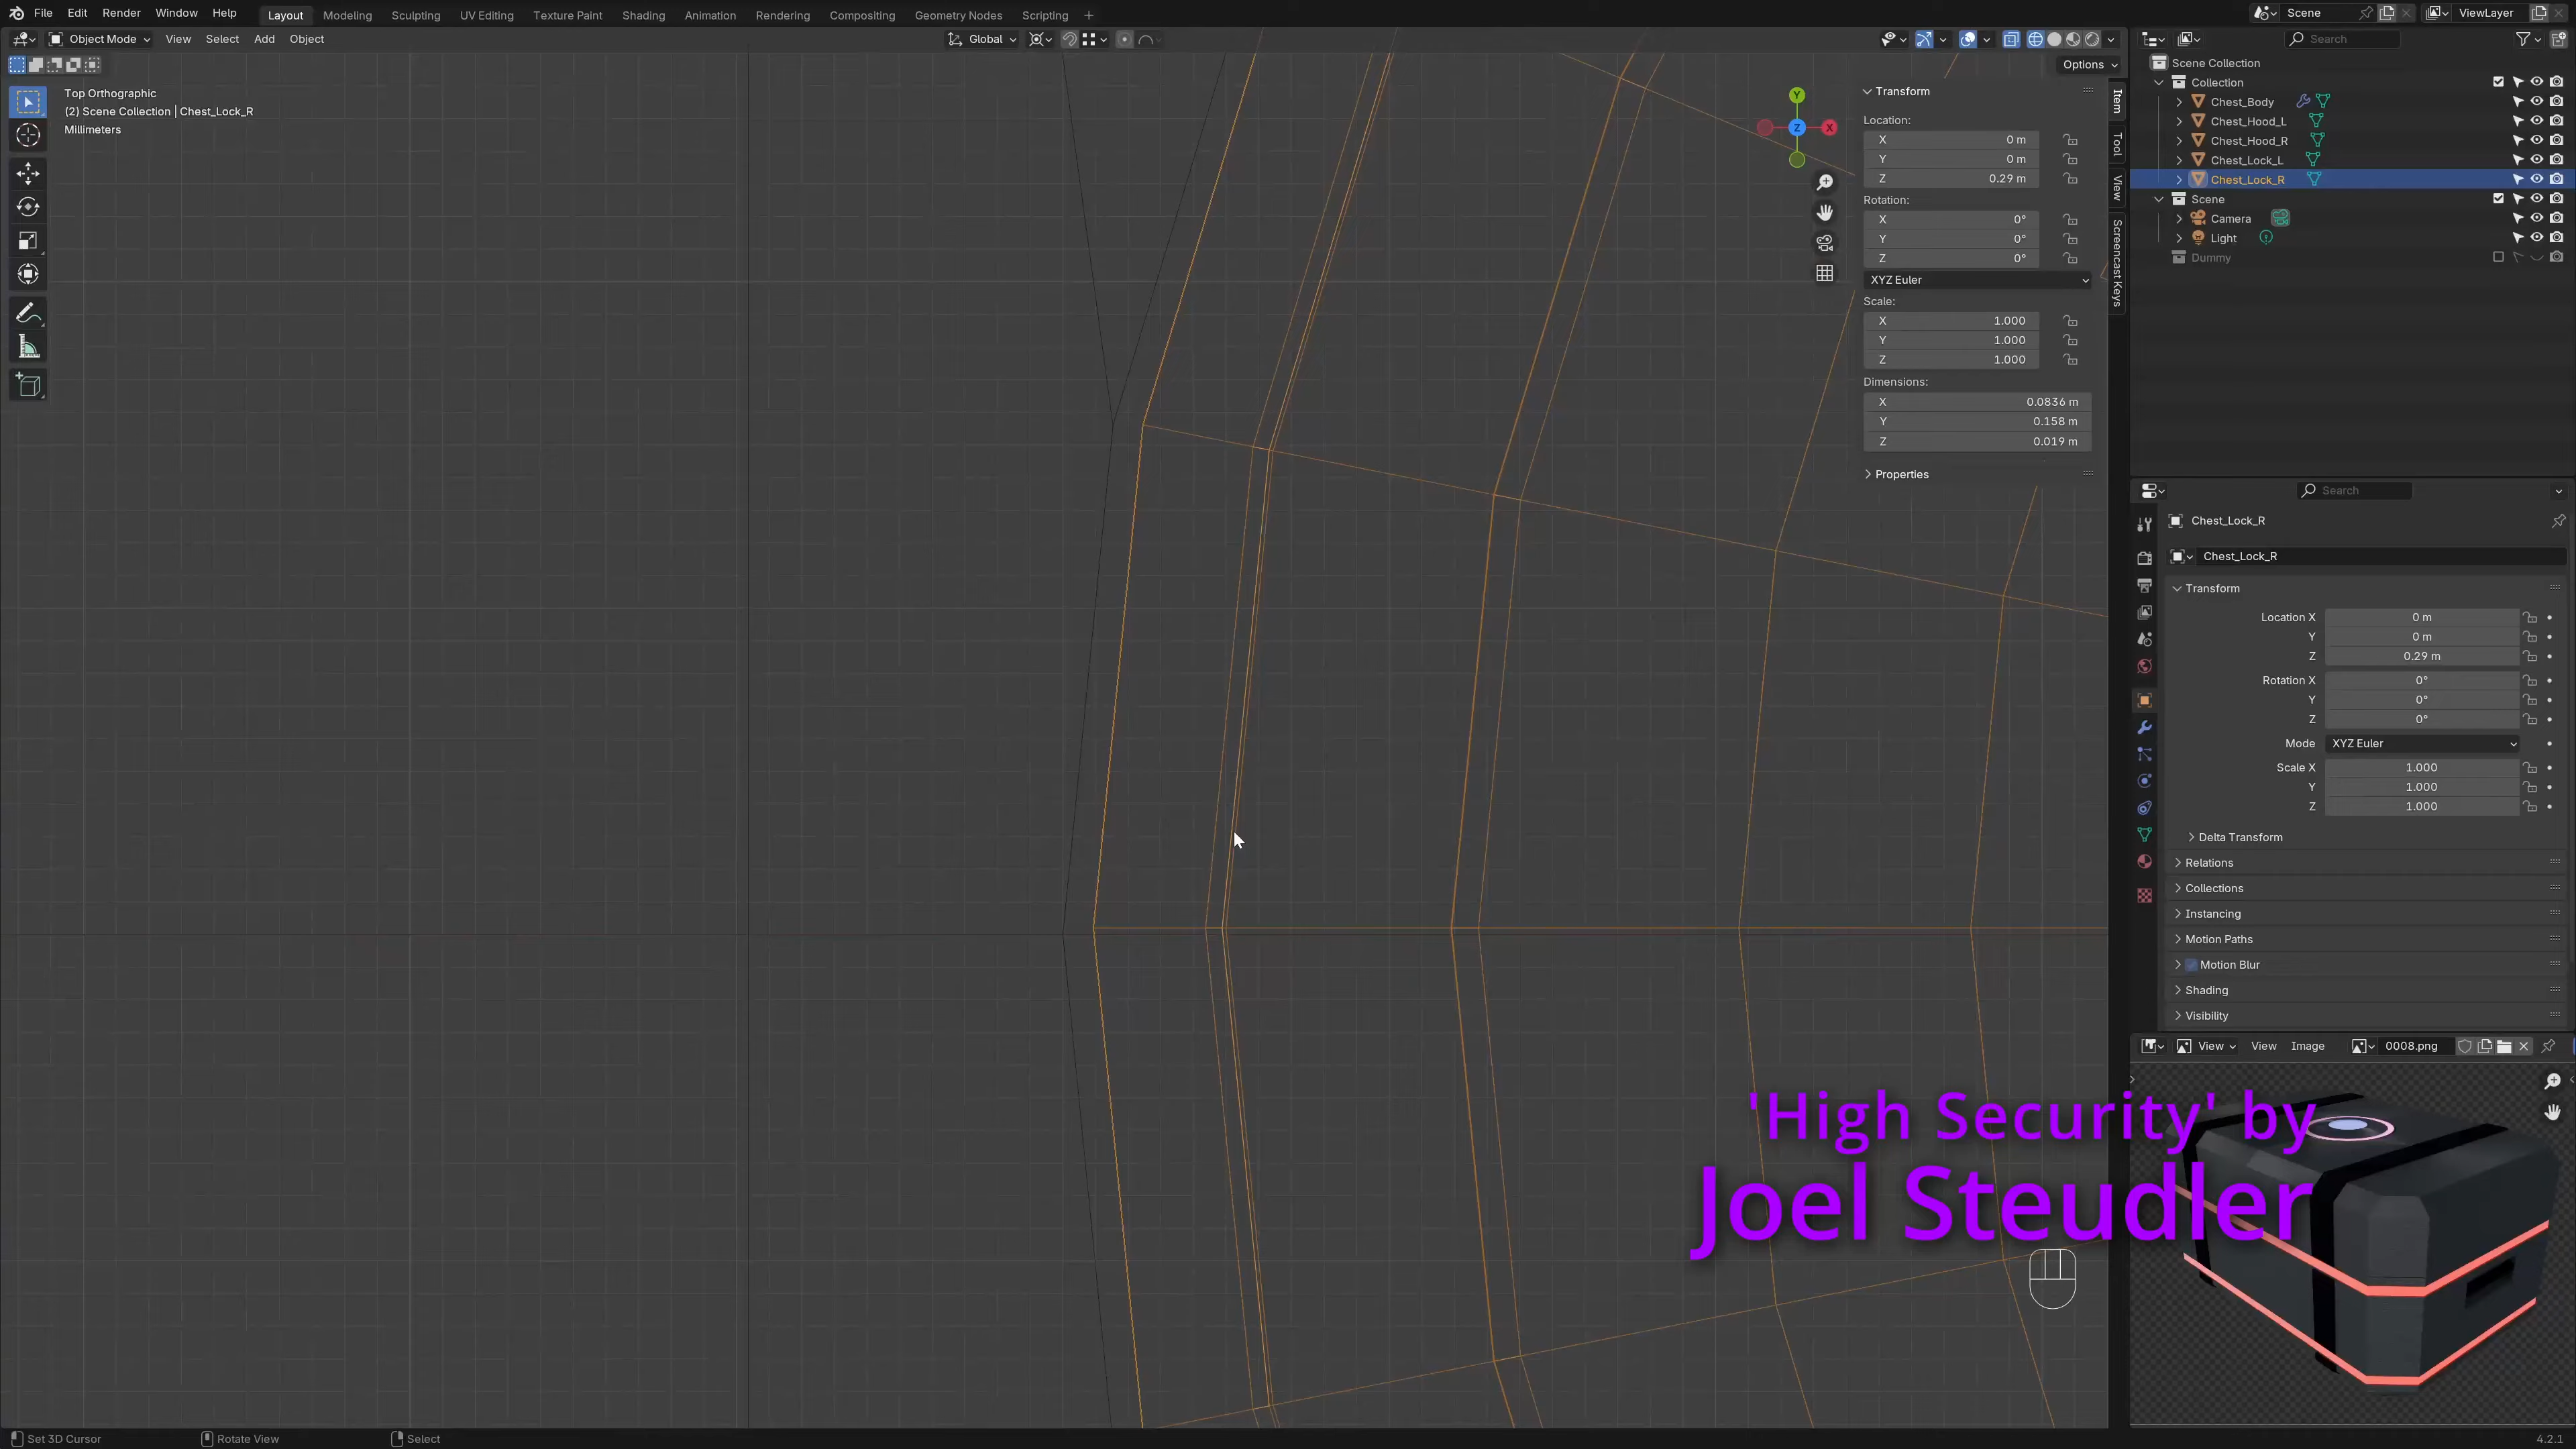 File Edit Render Window Help
Layout Modeling Sculpting UV Editing Texture Paint Shading Animation Rendering Compositing Geometry Nodes Scripting +
Scene
ViewLayer
Object Mode View Select Add Object
Global
Options
Top Orthographic
(2) Scene Collection | Chest_Lock_R
Millimeters
Y
Z
X
Transform
Location:
X 0 m
Y 0 m
Z 0.29 m
Rotation:
X 0°
Y 0°
Z 0°
XYZ Euler
Scale:
X 1.000
Y 1.000
Z 1.000
Dimensions:
X 0.0836 m
Y 0.158 m
Z 0.019 m
Properties
Item
Tool
View
Screencast Keys
Search
Scene Collection
Collection
Chest_Body
Chest_Hood_L
Chest_Hood_R
Chest_Lock_L
Chest_Lock_R
Scene
Camera
Light
Dummy
Search
Chest_Lock_R
Chest_Lock_R
Transform
Location X 0 m
Y 0 m
Z 0.29 m
Rotation X 0°
Y 0°
Z 0°
Mode XYZ Euler
Scale X 1.000
Y 1.000
Z 1.000
Delta Transform
Relations
Collections
Instancing
Motion Paths
Motion Blur
Shading
Visibility
View View Image 0008.png
'High Security' by
Joel Steudler
Set 3D Cursor Rotate View Select
4.2.1